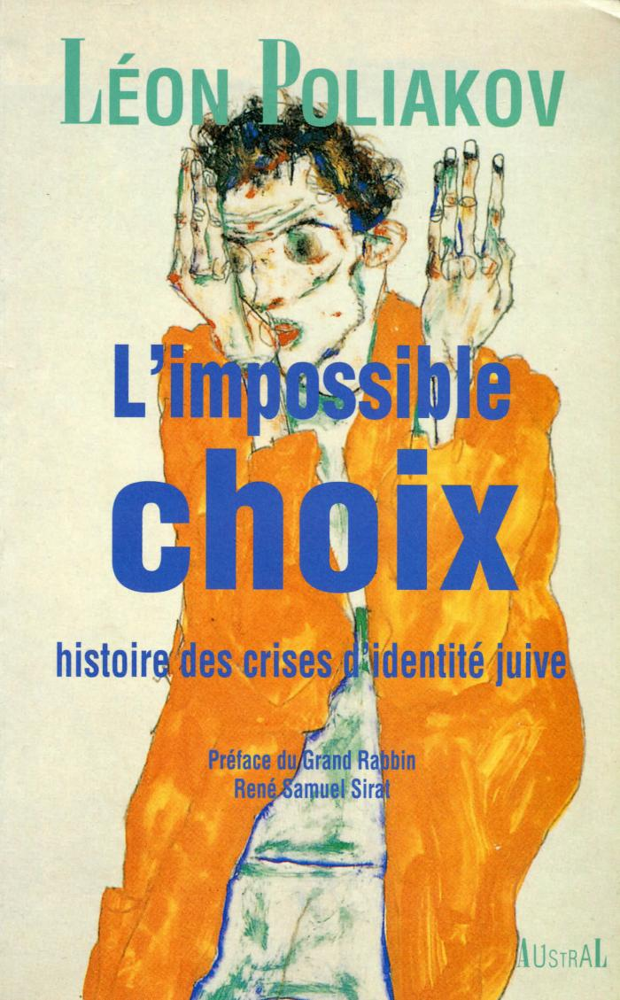 LÉON POLIAKOV
L'impossible
choix
histoire des crises d'identité juive
Préface du Grand Rabbin
René Samuel Sirat
AUSTRAL